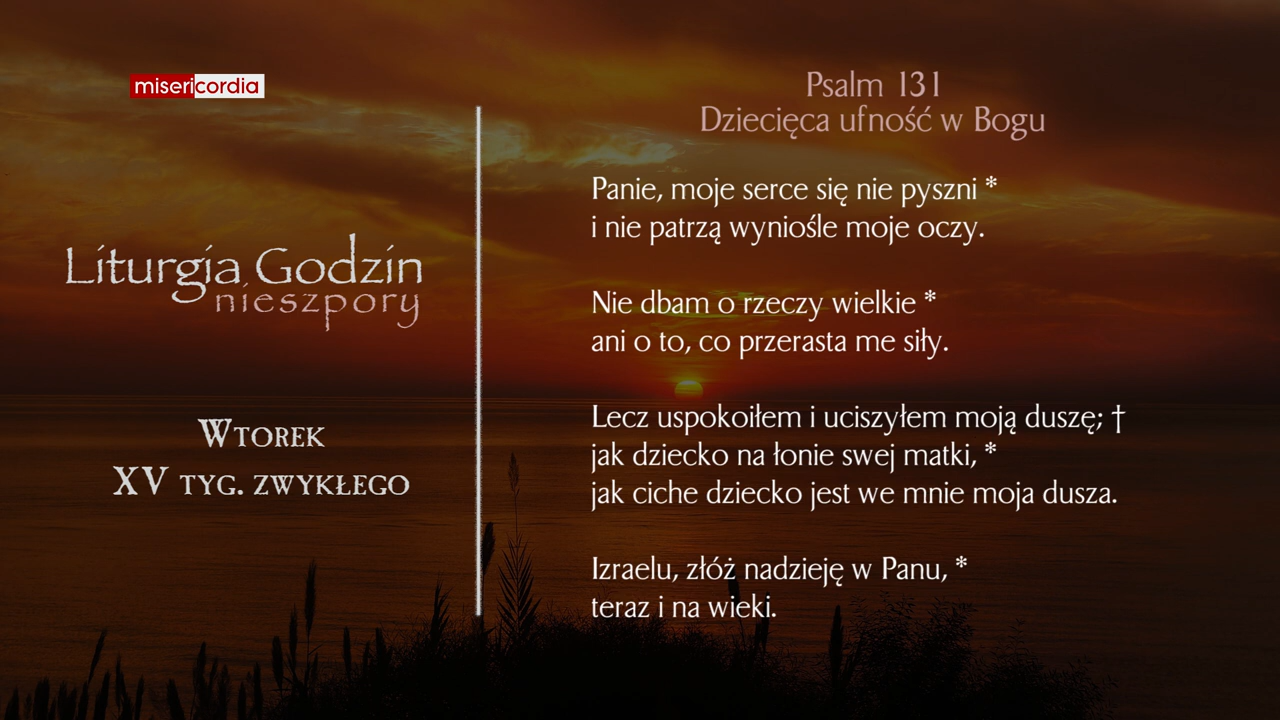 misericordia
Liturgia Godzin
nieszpory
Wtorek
XV tyg. zwykłego
Psalm 131
Dziecięca ufność w Bogu
Panie, moje serce się nie pyszni *
i nie patrzą wyniośle moje oczy.
Nie dbam o rzeczy wielkie *
ani o to, co przerasta me siły.
Lecz uspokoiłem i uciszyłem moją duszę; †
jak dziecko na łonie swej matki, *
jak ciche dziecko jest we mnie moja dusza.
Izraelu, złóż nadzieję w Panu, *
teraz i na wieki.